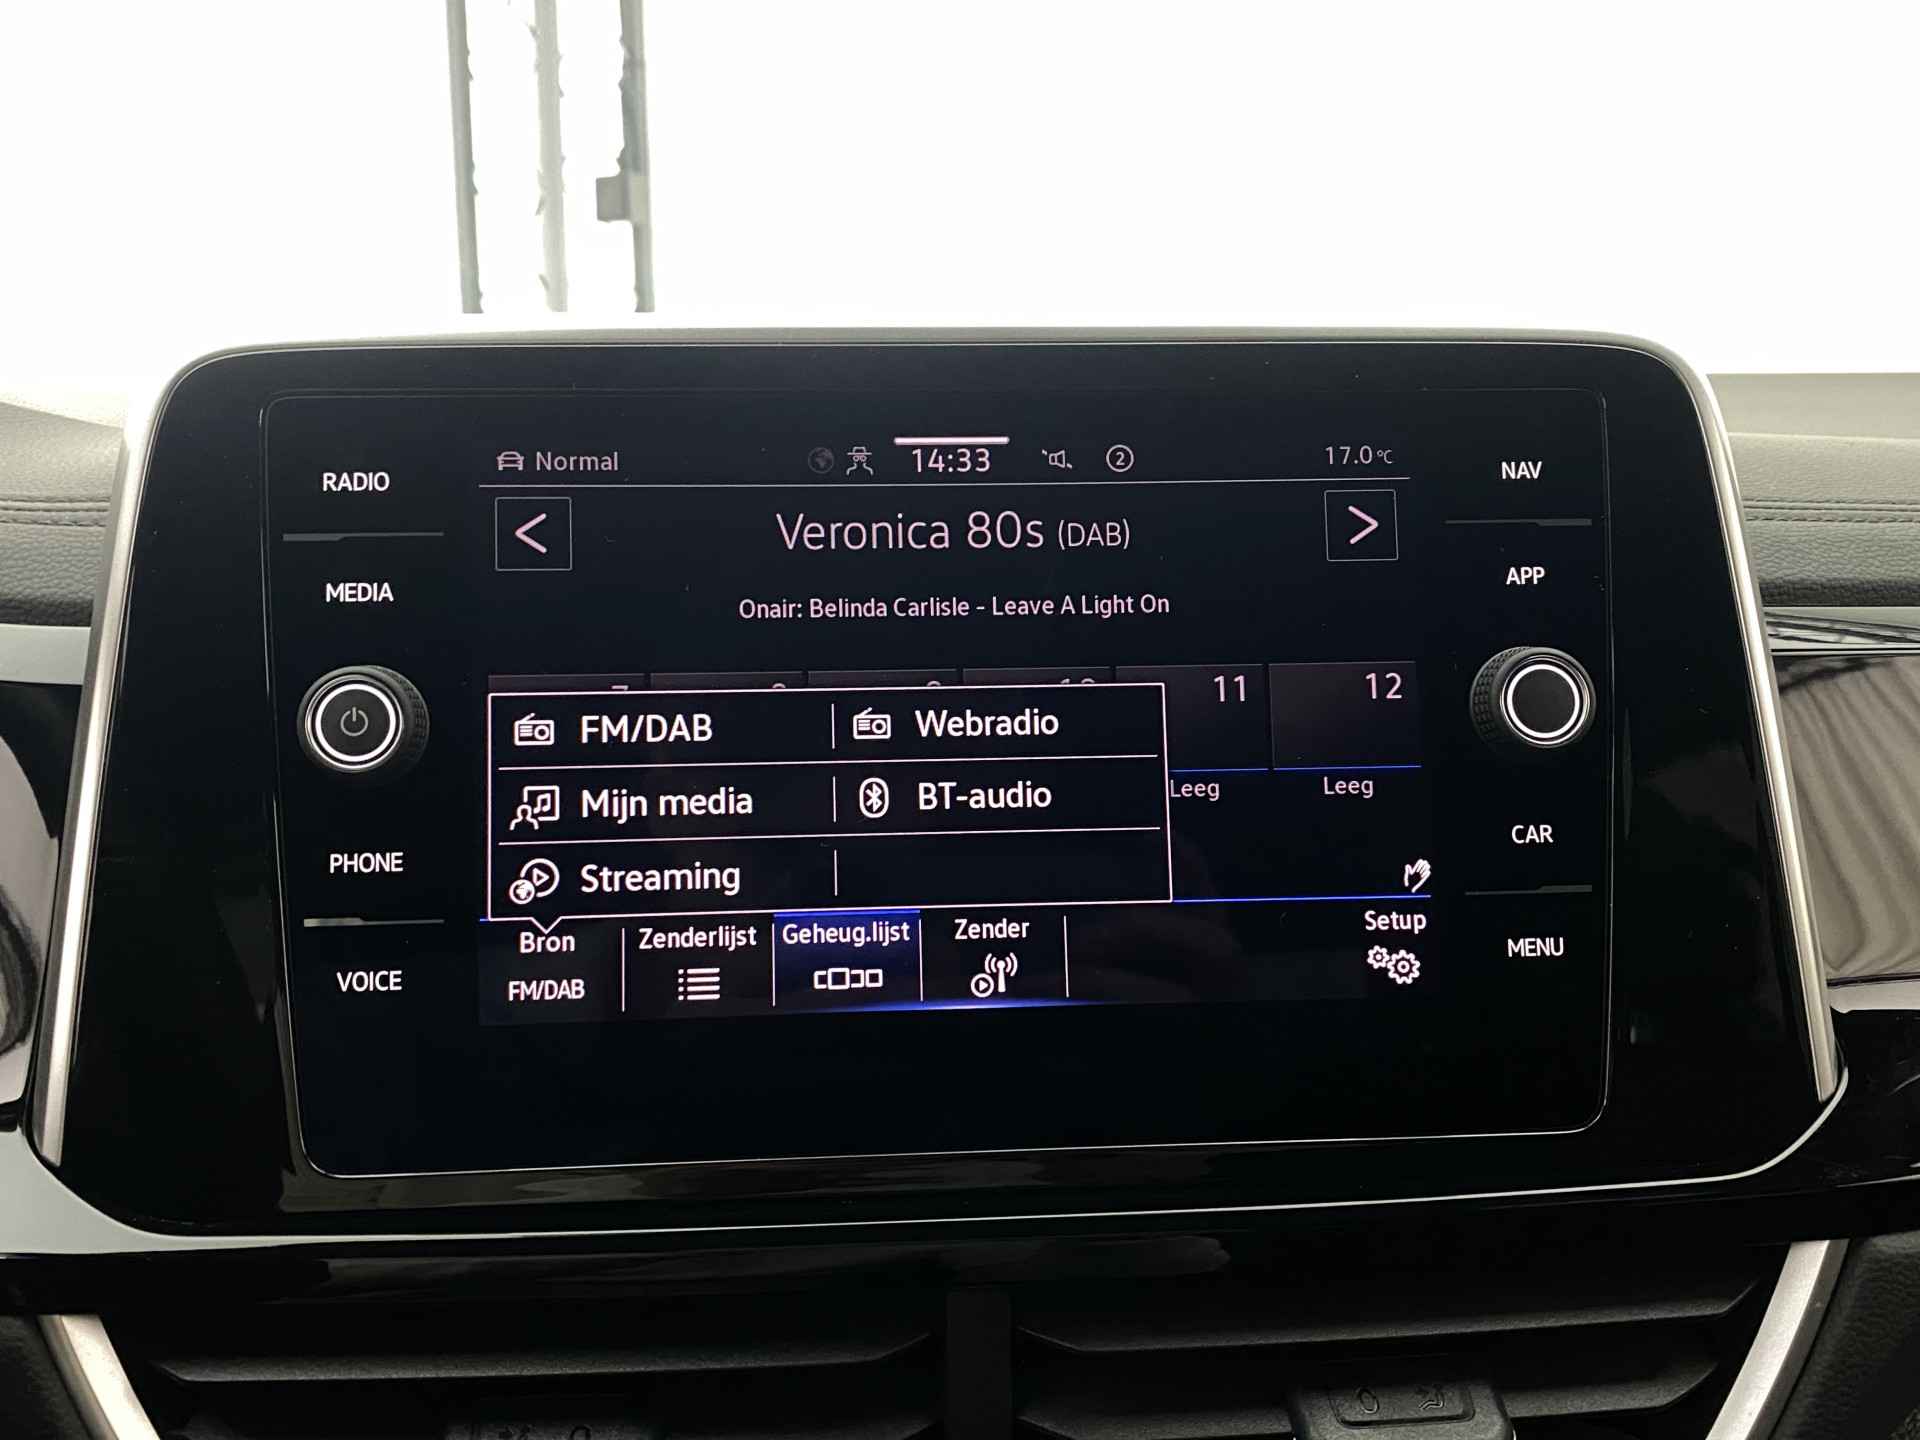 RADIO
MEDIA
PHONE
VOICE
Normal
14:33
2
17.0°C
<
Veronica 80s (DAB)
>
Onair: Belinda Carlisle - Leave A Light On
11
12
Leeg
Leeg
FM/DAB
Webradio
Mijn media
BT-audio
Streaming
Bron
FM/DAB
Zenderlijst
Geheug.lijst
Zender
Setup
NAV
APP
CAR
MENU